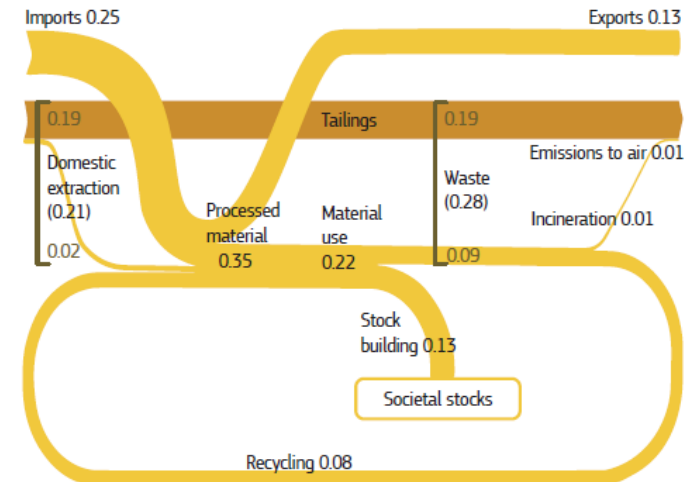 Imports 0.25
Exports 0.13
0.19
Tailings
0.19
Domestic
extraction
(0.21)
0.02
Processed
material
0.35
Material
use
0.22
Waste
(0.28)
0.09
Emissions to air 0.01
Incineration 0.01
Stock
building 0.13
Societal stocks
Recycling 0.08